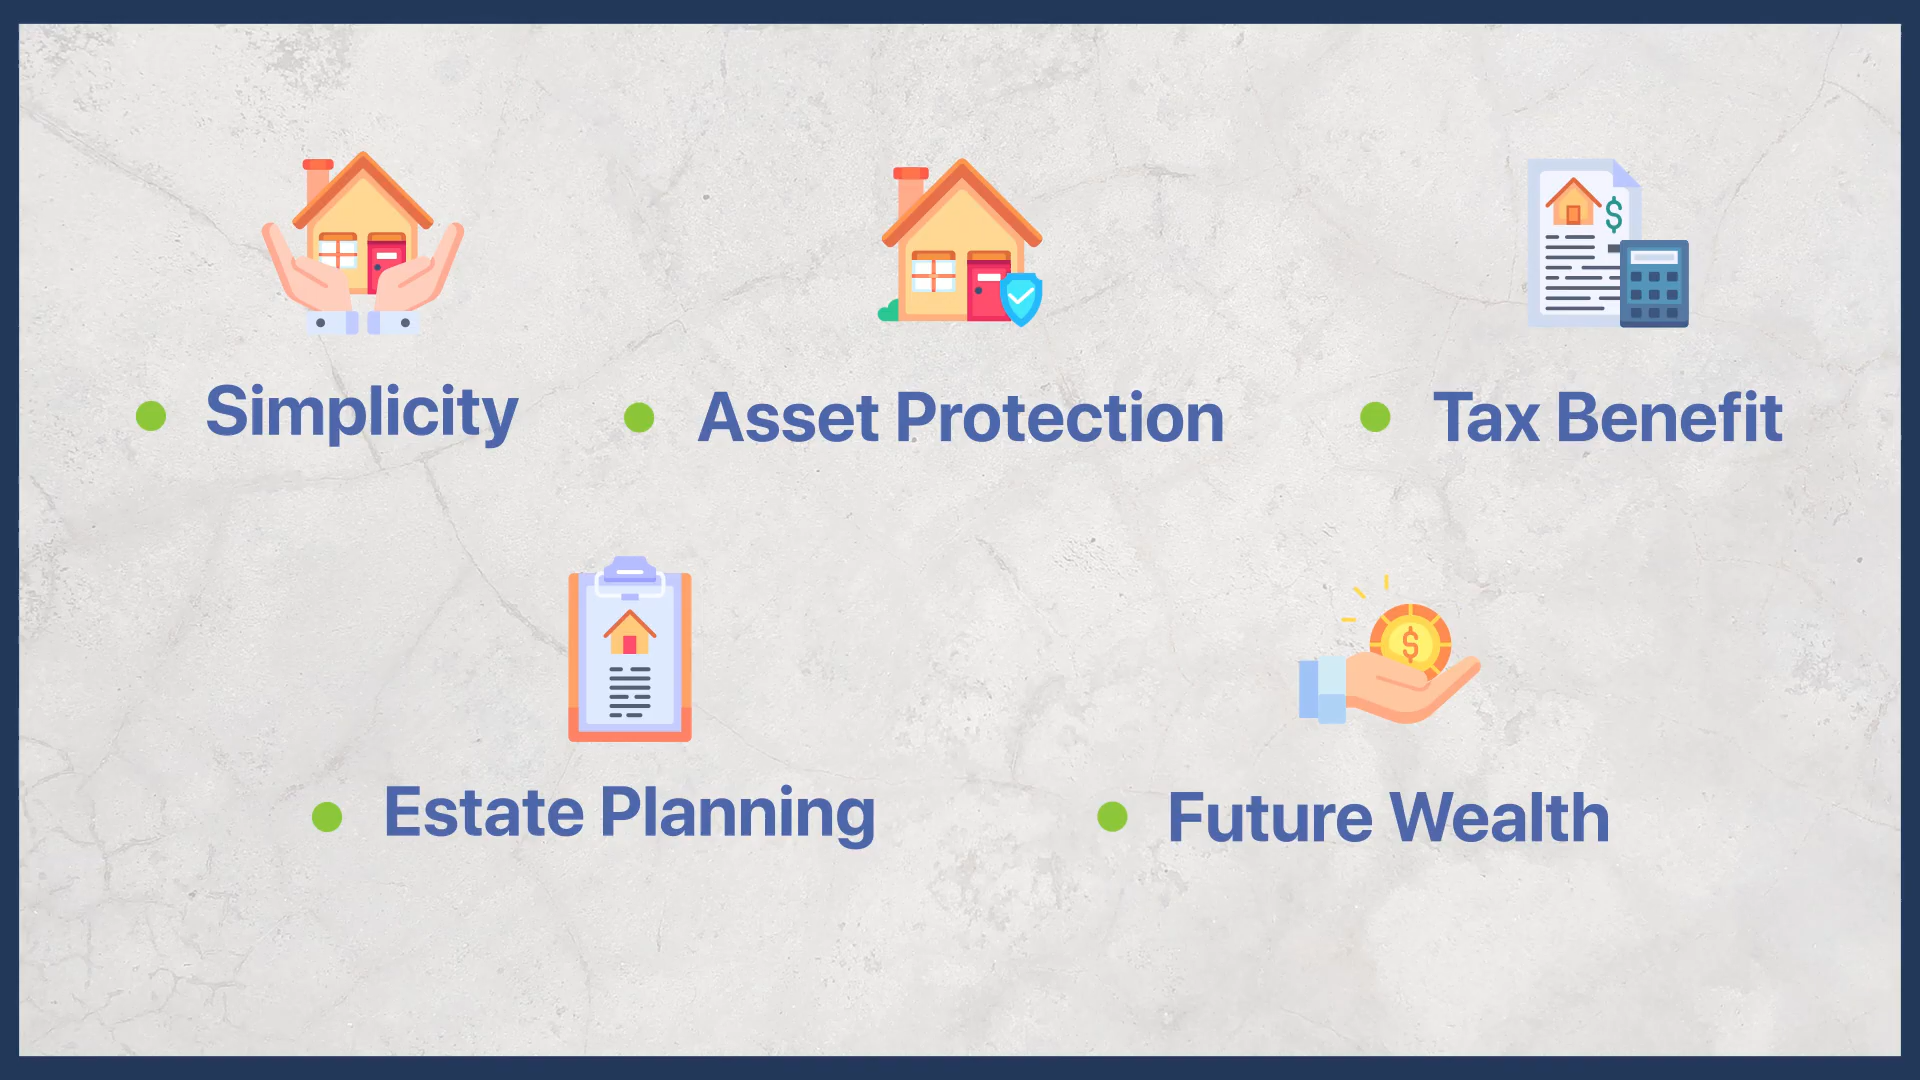 Simplicity
Asset Protection
Tax Benefit
$
Estate Planning
Future Wealth
$